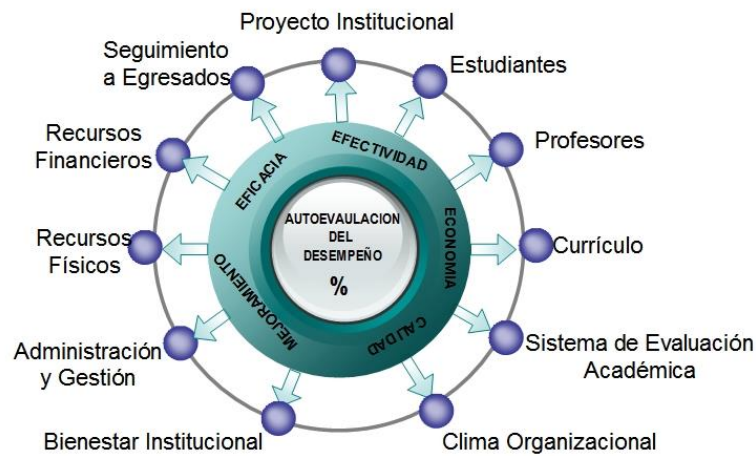 Proyecto Institucional
Seguimiento
a Egresados
Estudiantes
Recursos
Financieros
Profesores
EFECTIVIDAD
EFICACIA
AUTOEVAULACION
DEL
DESEMPEÑO
%
ECONOMIA
Recursos
Físicos
Currículo
MEJORAMIENTO
CALIDAD
Administración
y Gestión
Sistema de Evaluación
Académica
Bienestar Institucional
Clima Organizacional